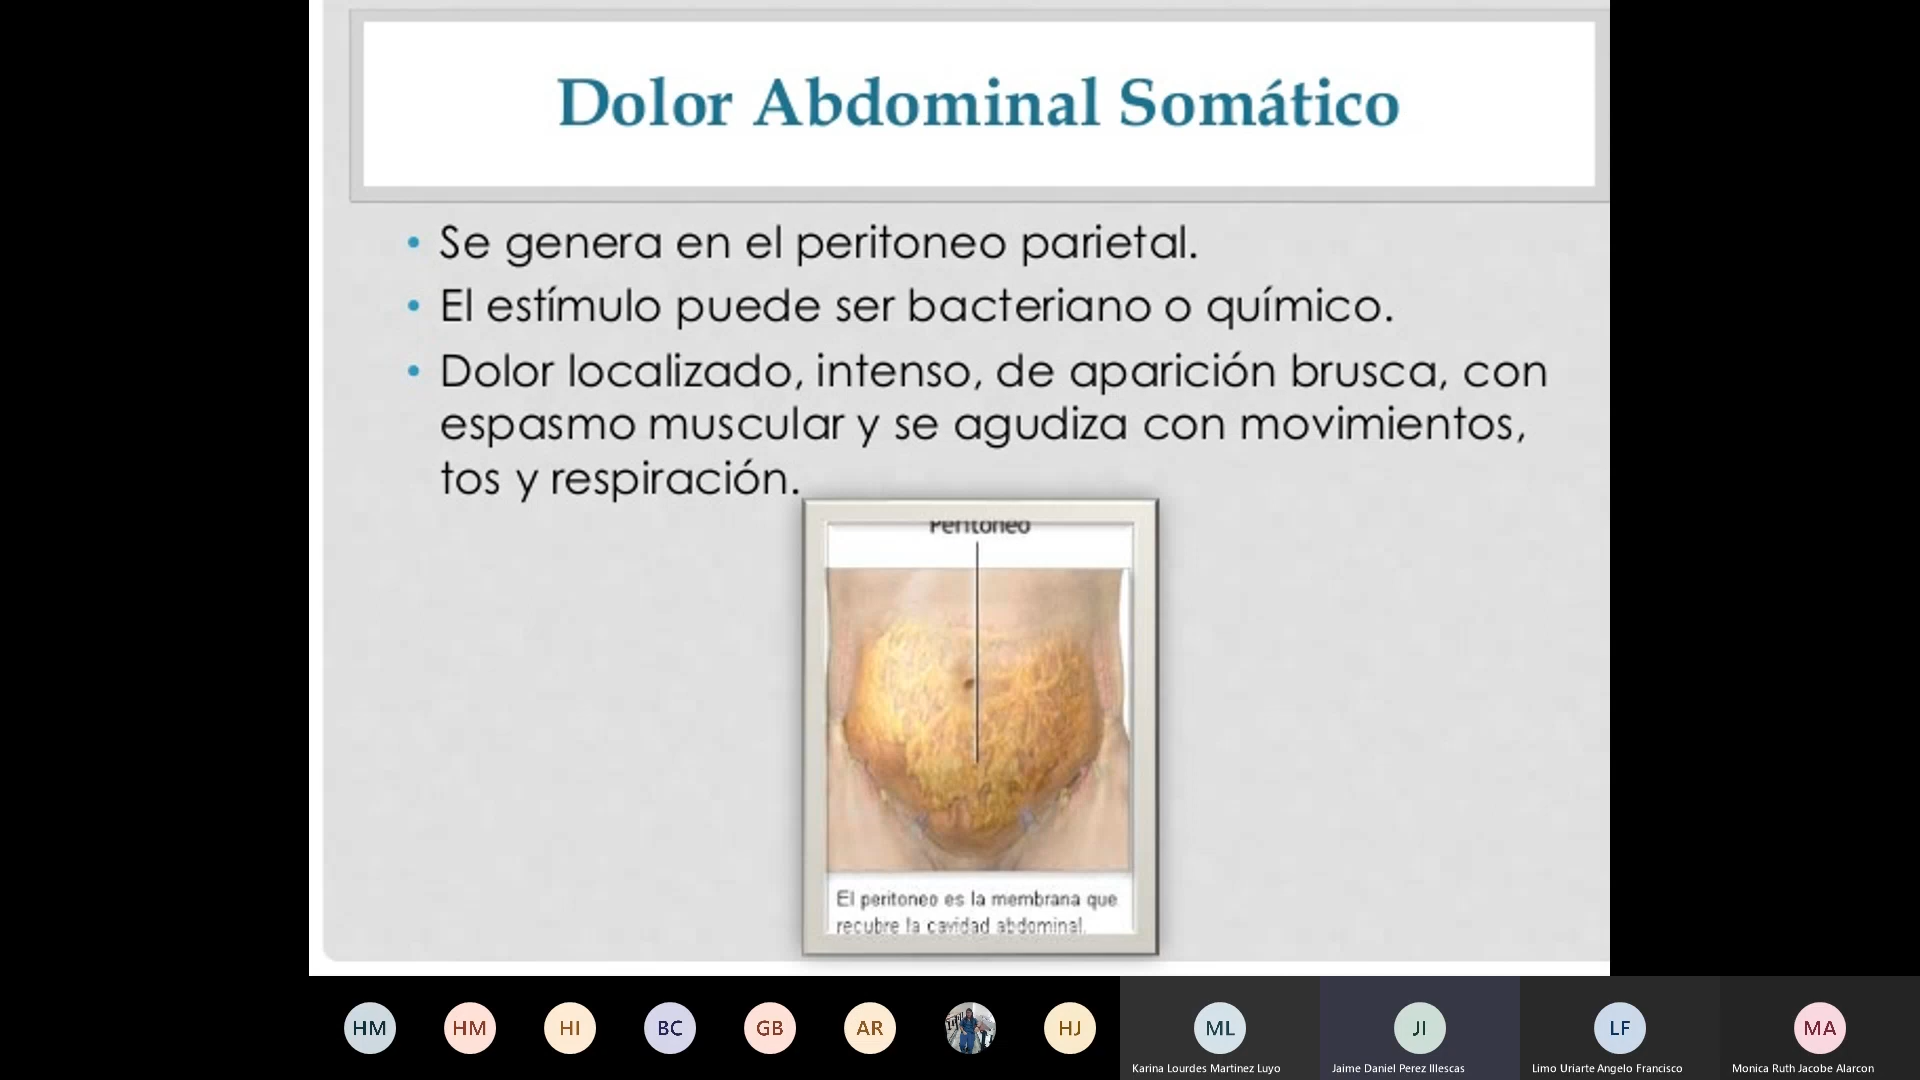 Dolor Abdominal Somático
• Se genera en el peritoneo parietal.
• El estímulo puede ser bacteriano o químico.
• Dolor localizado, intenso, de aparición brusca, con
espasmo muscular y se agudiza con movimientos,
tos y respiración.
Peritoneo
El peritoneo es la membrana que
recubre la cavidad abdominal.
HM HM HI BC GB AR HJ ML JI LF MA
Karina Lourdes Martinez Luyo Jaime Daniel Perez Illescas Limo Uriarte Angelo Francisco Monica Ruth Jacobe Alarcon